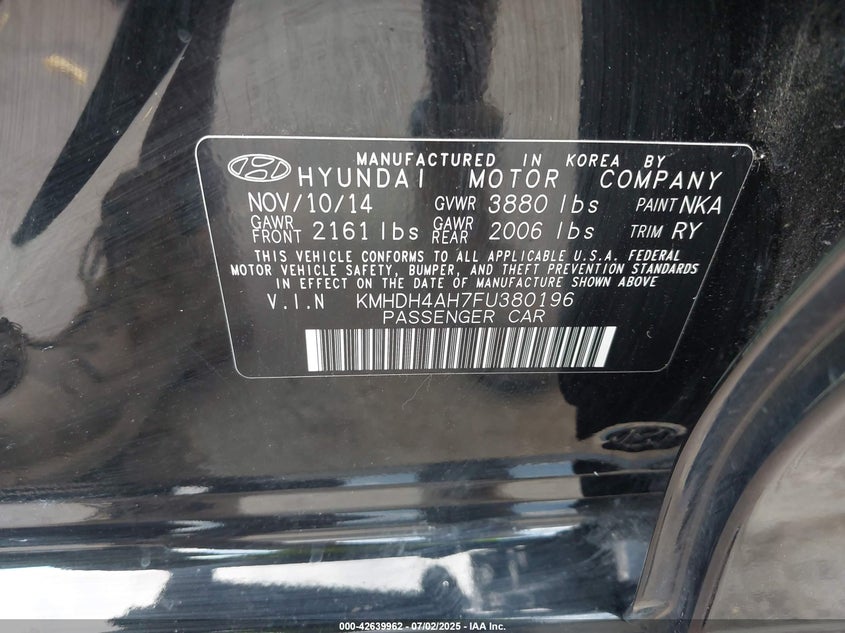 MANUFACTURED IN KOREA BY
HYUNDAI MOTOR COMPANY
NOV/10/14 GVWR 3880 lbs PAINT NKA
GAWR FRONT 2161 lbs GAWR REAR 2006 lbs TRIM RY
THIS VEHICLE CONFORMS TO ALL APPLICABLE U.S.A. FEDERAL
MOTOR VEHICLE SAFETY, BUMPER, AND THEFT PREVENTION STANDARDS
IN EFFECT ON THE DATE OF MANUFACTURE SHOWN ABOVE
V.I.N KMHDH4AH7FU380196
PASSENGER CAR
000-42639962 - 07/02/2025 - IAA Inc.